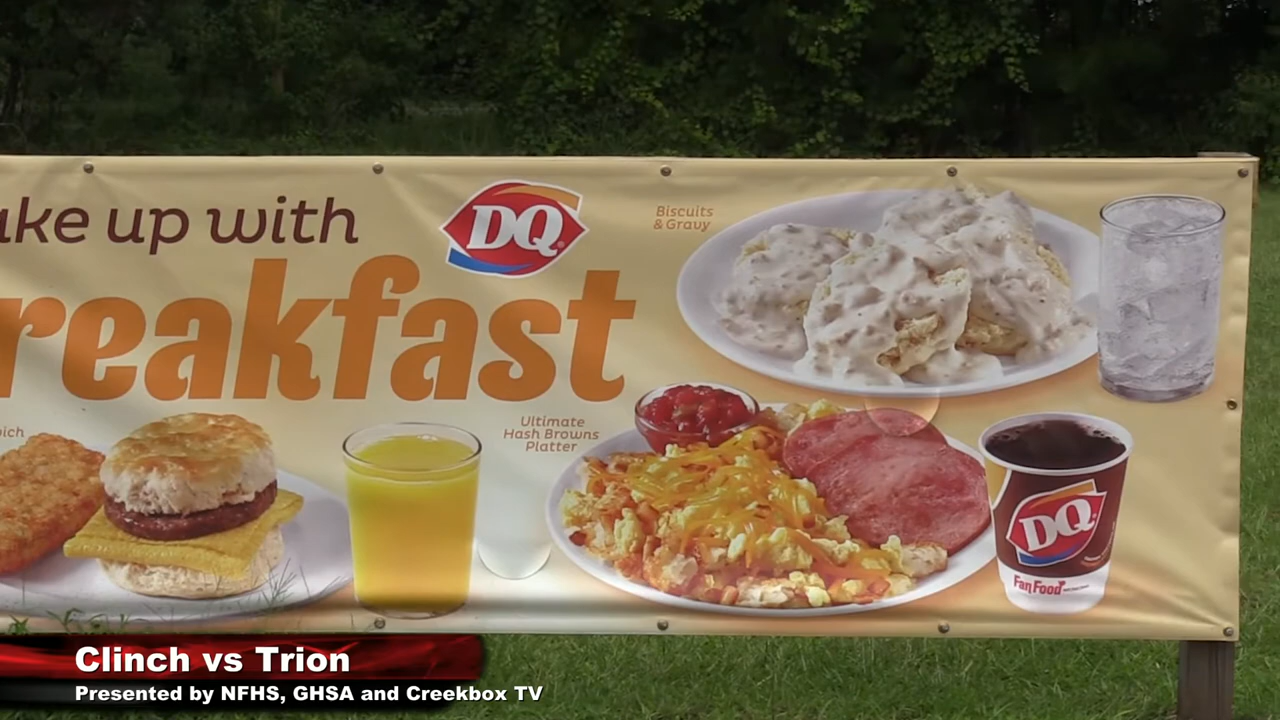 ake up with
DQ
reakfast
Biscuits
& Gravy
ich
Ultimate
Hash Browns
Platter
DQ
Fan Food
Clinch vs Trion
Presented by NFHS, GHSA and Creekbox TV